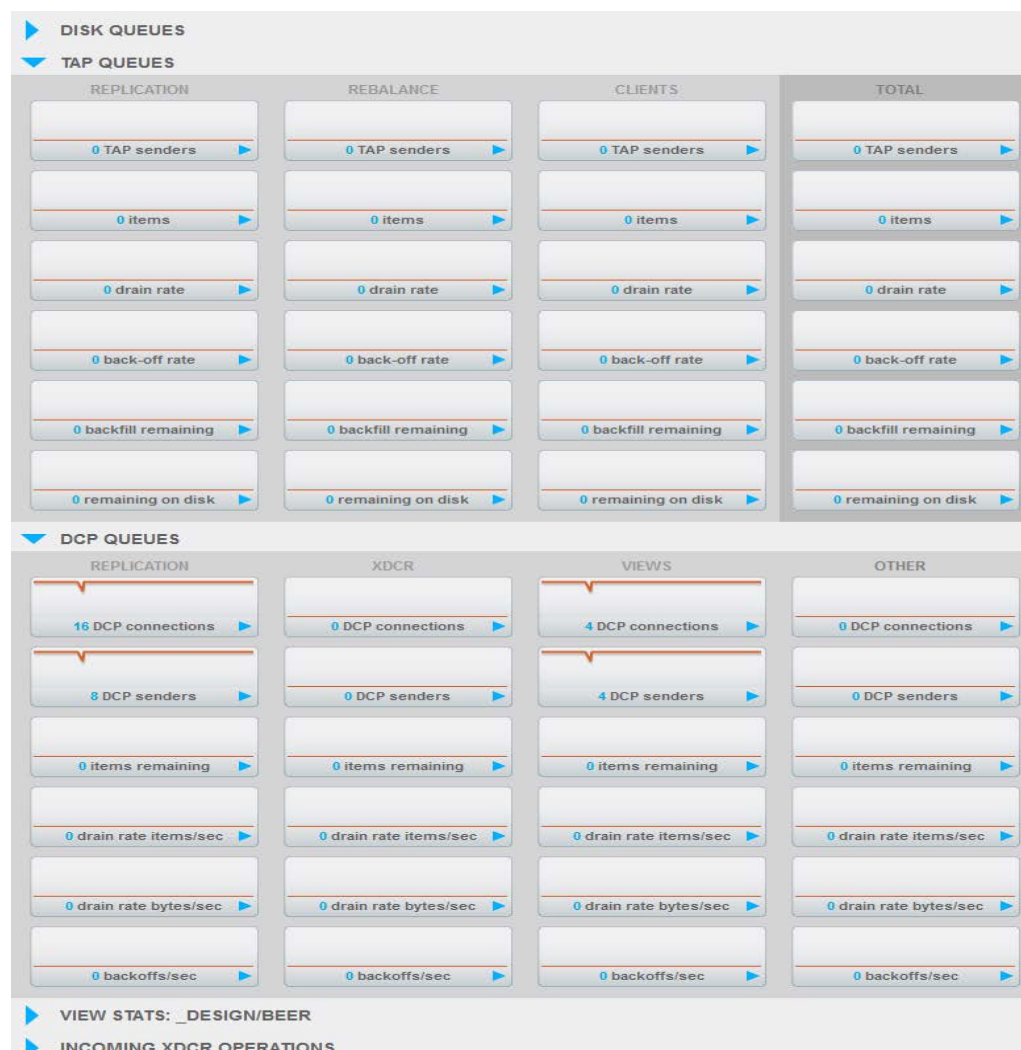 DISK QUEUES
TAP QUEUES
REPLICATION REBALANCE CLIENTS TOTAL
0 TAP senders 0 TAP senders 0 TAP senders 0 TAP senders
0 items 0 items 0 items 0 items
0 drain rate 0 drain rate 0 drain rate 0 drain rate
0 back-off rate 0 back-off rate 0 back-off rate 0 back-off rate
0 backfill remaining 0 backfill remaining 0 backfill remaining 0 backfill remaining
0 remaining on disk 0 remaining on disk 0 remaining on disk 0 remaining on disk
DCP QUEUES
REPLICATION XDCR VIEWS OTHER
16 DCP connections 0 DCP connections 4 DCP connections 0 DCP connections
8 DCP senders 0 DCP senders 4 DCP senders 0 DCP senders
0 items remaining 0 items remaining 0 items remaining 0 items remaining
0 drain rate items/sec 0 drain rate items/sec 0 drain rate items/sec 0 drain rate items/sec
0 drain rate bytes/sec 0 drain rate bytes/sec 0 drain rate bytes/sec 0 drain rate bytes/sec
0 backoffs/sec 0 backoffs/sec 0 backoffs/sec 0 backoffs/sec
VIEW STATS: _DESIGN/BEER
INCOMING XDCR OPERATIONS